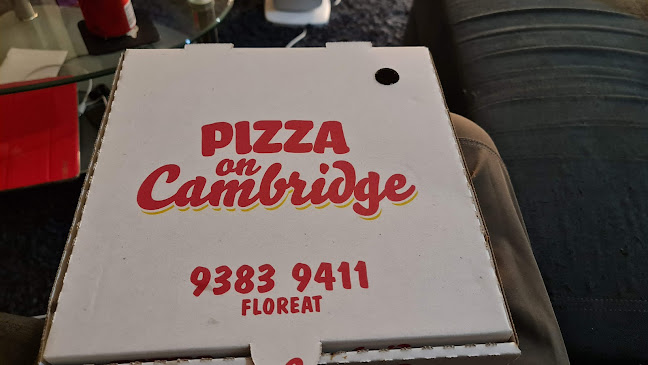 PIZZA
on
Cambridge
9383 9411
FLOREAT